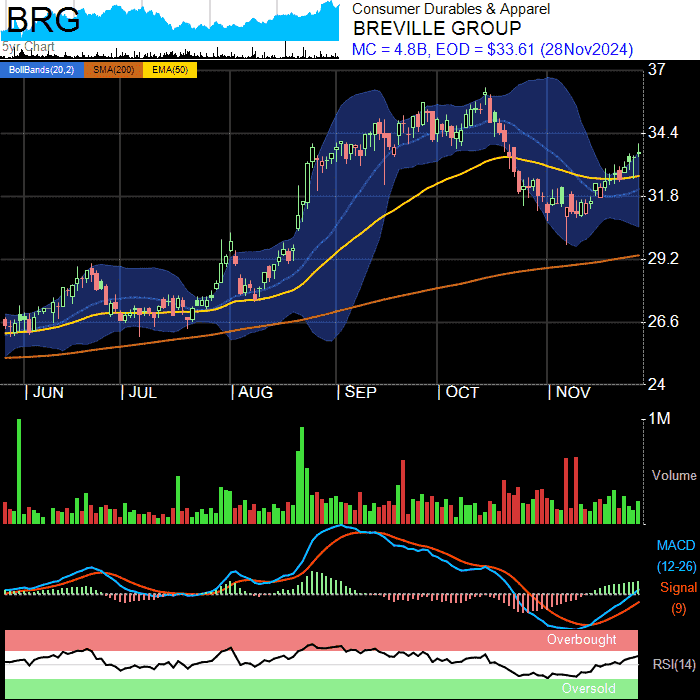 BRG
5yr Chart
Consumer Durables & Apparel
BREVILLE GROUP
MC = 4.8B, EOD = $33.61 (28Nov2024)
BollBands(20,2) SMA(200) EMA(50)
37
34.4
31.8
29.2
26.6
24
JUN JUL AUG SEP OCT NOV
1M
Volume
MACD
(12-26)
Signal
(9)
Overbought
RSI(14)
Oversold